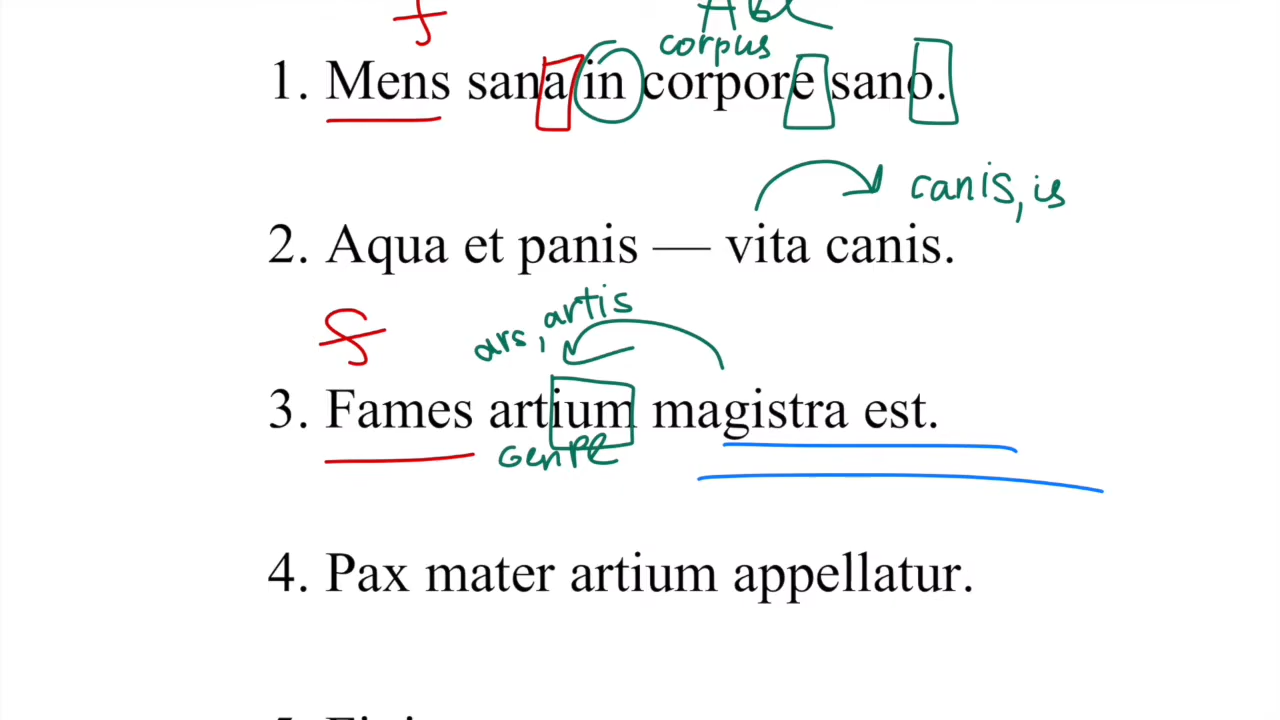 f
Abl
corpus
1. Mens sana in corpore sano.
canis, is
2. Aqua et panis — vita canis.
f
ars, artis
3. Fames artium magistra est.
Gen Pl
4. Pax mater artium appellatur.